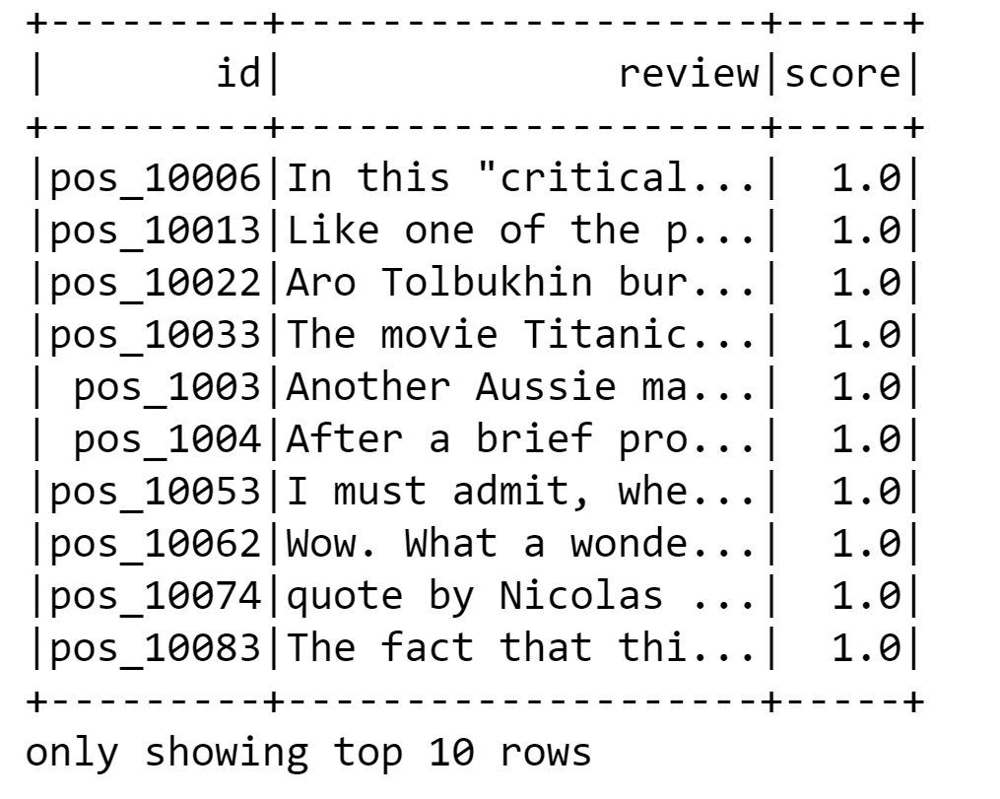 +---------+--------------------+-----+
|       id|              review|score|
+---------+--------------------+-----+
|pos_10006|In this "critical...|  1.0|
|pos_10013|Like one of the p...|  1.0|
|pos_10022|Aro Tolbukhin bur...|  1.0|
|pos_10033|The movie Titanic...|  1.0|
| pos_1003|Another Aussie ma...|  1.0|
| pos_1004|After a brief pro...|  1.0|
|pos_10053|I must admit, whe...|  1.0|
|pos_10062|Wow. What a wonde...|  1.0|
|pos_10074|quote by Nicolas ...|  1.0|
|pos_10083|The fact that thi...|  1.0|
+---------+--------------------+-----+
only showing top 10 rows